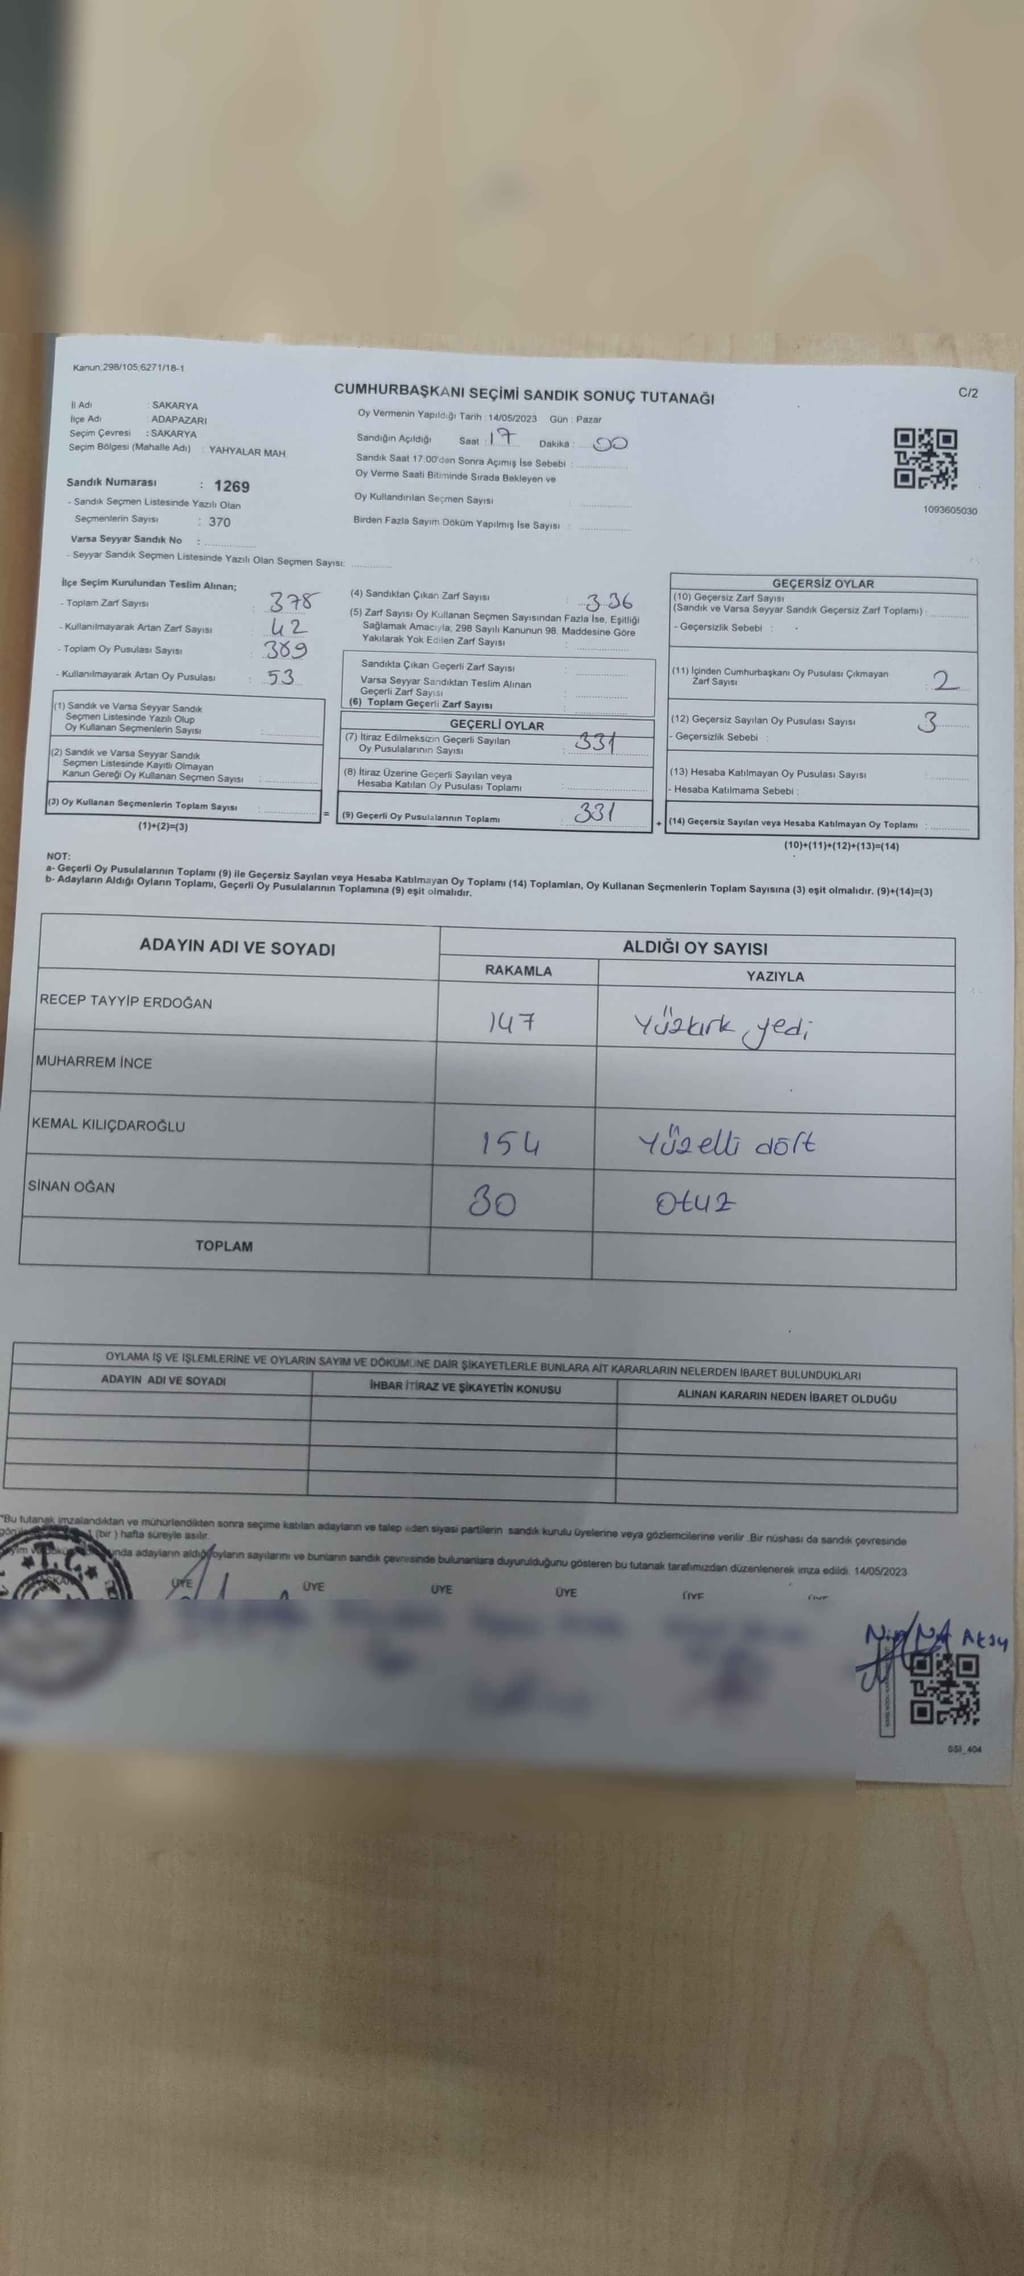 Kanun;298/105;6271/18-1
C/2
CUMHURBAŞKANI SEÇİMİ SANDIK SONUÇ TUTANAĞI
İl Adı : SAKARYA
İlçe Adı : ADAPAZARI
Seçim Çevresi : SAKARYA
Seçim Bölgesi (Mahalle Adı) : YAHYALAR MAH.
Sandık Numarası : 1269
- Sandık Seçmen Listesinde Yazılı Olan
Seçmenlerin Sayısı : 370
Varsa Seyyar Sandık No :
- Seyyar Sandık Seçmen Listesinde Yazılı Olan Seçmen Sayısı:
Oy Vermenin Yapıldığı Tarih : 14/05/2023 Gün : Pazar
Sandığın Açıldığı Saat : 17 Dakika : 00
Sandık Saat 17:00'den Sonra Açılmış İse Sebebi :
Oy Verme Saati Bitiminde Sırada Bekleyen ve
Oy Kullandırılan Seçmen Sayısı
Birden Fazla Sayım Döküm Yapılmış İse Sayısı :
1093605030
İlçe Seçim Kurulundan Teslim Alınan;
- Toplam Zarf Sayısı : 378
- Kullanılmayarak Artan Zarf Sayısı : 42
- Toplam Oy Pusulası Sayısı : 389
- Kullanılmayarak Artan Oy Pusulası : 53
(1) Sandık ve Varsa Seyyar Sandık
Seçmen Listesinde Yazılı Olup
Oy Kullanan Seçmenlerin Sayısı :
(2) Sandık ve Varsa Seyyar Sandık
Seçmen Listesinde Kayıtlı Olmayan
Kanun Gereği Oy Kullanan Seçmen Sayısı :
(3) Oy Kullanan Seçmenlerin Toplam Sayısı :
(1)+(2)=(3)
(4) Sandıktan Çıkan Zarf Sayısı : 336
(5) Zarf Sayısı Oy Kullanan Seçmen Sayısından Fazla İse, Eşitliği
Sağlamak Amacıyla, 298 Sayılı Kanunun 98. Maddesine Göre
Yakılarak Yok Edilen Zarf Sayısı :
Sandıkta Çıkan Geçerli Zarf Sayısı :
Varsa Seyyar Sandıktan Teslim Alınan
Geçerli Zarf Sayısı :
(6) Toplam Geçerli Zarf Sayısı :
GEÇERLİ OYLAR
(7) İtiraz Edilmeksizin Geçerli Sayılan
Oy Pusulalarının Sayısı : 331
(8) İtiraz Üzerine Geçerli Sayılan veya
Hesaba Katılan Oy Pusulası Toplamı :
= (9) Geçerli Oy Pusulalarının Toplamı : 331
GEÇERSİZ OYLAR
(10) Geçersiz Zarf Sayısı
(Sandık ve Varsa Seyyar Sandık Geçersiz Zarf Toplamı) :
- Geçersizlik Sebebi :
(11) İçinden Cumhurbaşkanı Oy Pusulası Çıkmayan
Zarf Sayısı : 2
(12) Geçersiz Sayılan Oy Pusulası Sayısı : 3
- Geçersizlik Sebebi :
(13) Hesaba Katılmayan Oy Pusulası Sayısı :
- Hesaba Katılmama Sebebi :
+ (14) Geçersiz Sayılan veya Hesaba Katılmayan Oy Toplamı :
(10)+(11)+(12)+(13)=(14)
NOT:
a- Geçerli Oy Pusulalarının Toplamı (9) ile Geçersiz Sayılan veya Hesaba Katılmayan Oy Toplamı (14) Toplamları, Oy Kullanan Seçmenlerin Toplam Sayısına (3) eşit olmalıdır. (9)+(14)=(3)
b- Adayların Aldığı Oyların Toplamı, Geçerli Oy Pusulalarının Toplamına (9) eşit olmalıdır.
ADAYIN ADI VE SOYADI
ALDIĞI OY SAYISI
RAKAMLA YAZIYLA
RECEP TAYYİP ERDOĞAN 147 Yüzkırk yedi
MUHARREM İNCE
KEMAL KILIÇDAROĞLU 154 Yüzelli dört
SİNAN OĞAN 30 Otuz
TOPLAM
OYLAMA İŞ VE İŞLEMLERİNE VE OYLARIN SAYIM VE DÖKÜMÜNE DAİR ŞİKAYETLERLE BUNLARA AİT KARARLARIN NELERDEN İBARET BULUNDUKLARI
ADAYIN ADI VE SOYADI İHBAR İTİRAZ VE ŞİKAYETİN KONUSU ALINAN KARARIN NEDEN İBARET OLDUĞU
*Bu tutanak imzalandıktan ve mühürlendikten sonra seçime katılan adayların ve talep eden siyasi partilerin sandık kurulu üyelerine veya gözlemcilerine verilir. Bir nüshası da sandık çevresinde
1 (bir) hafta süreyle asılır.
adayların aldığı oyların sayılarını ve bunların sandık çevresinde bulunanlara duyurulduğunu gösteren bu tutanak tarafımızdan düzenlenerek imza edildi. 14/05/2023
T.C.
ÜYE ÜYE ÜYE ÜYE ÜYE ÜYE
Aksu
GSI_404